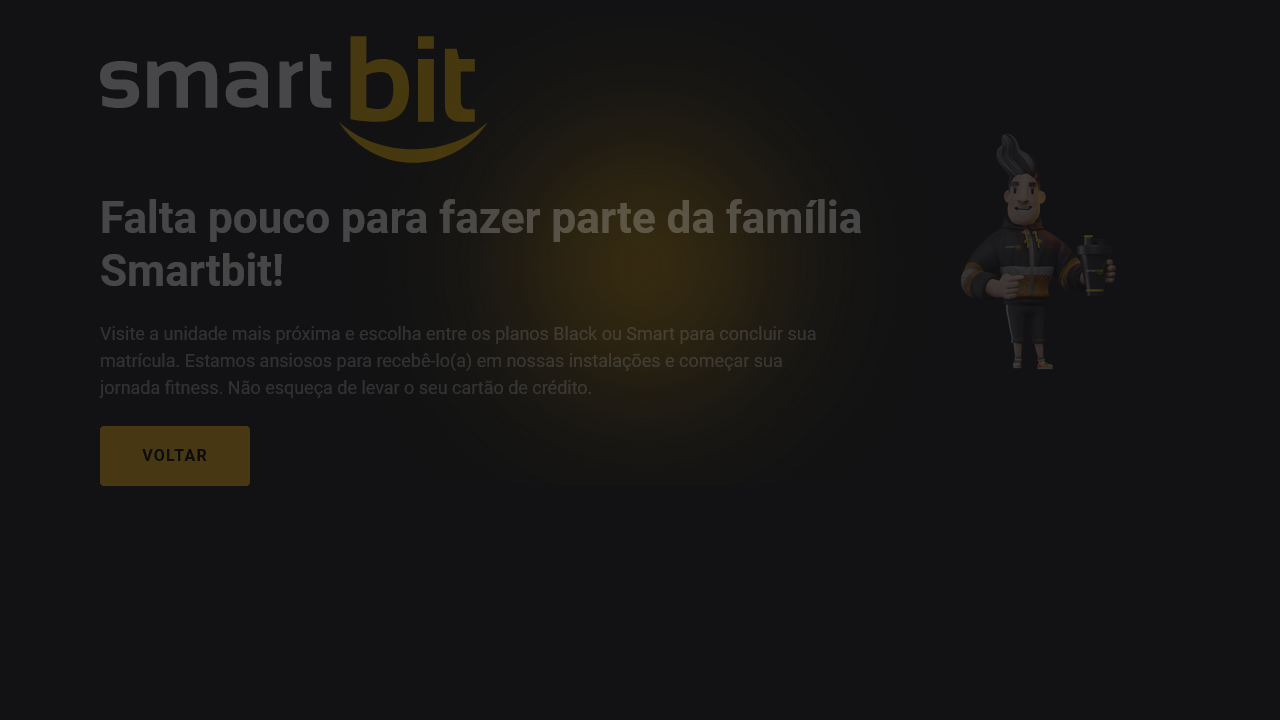 smartbit
Falta pouco para fazer parte da família
Smartbit!
Visite a unidade mais próxima e escolha entre os planos Black ou Smart para concluir sua
matrícula. Estamos ansiosos para recebê-lo(a) em nossas instalações e começar sua
jornada fitness. Não esqueça de levar o seu cartão de crédito.
VOLTAR